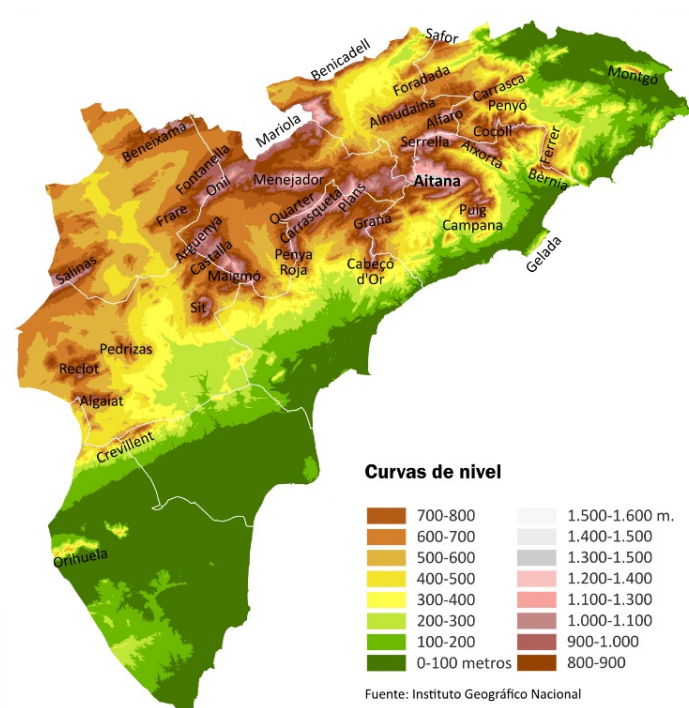 Safor
Benicadell
Montgó
Foradada
Carrasca
Penyó
Almudaina
Alfaro
Mariola
Beneixama
Cocoll
Serrella
Ferrer
Aixorta
Fontanella
Menejador
Aitana
Bèrnia
Onil
Quarter
Plans
Frare
Carrasqueta
Puig
Campana
Grana
Arguenya
Gelada
Castalla
Penya
Roja
Cabeçó
d'Or
Salinas
Maigmó
Sit
Pedrizas
Reclot
Algaiat
Crevillent
Orihuela
Curvas de nivel
700-800
600-700
500-600
400-500
300-400
200-300
100-200
0-100 metros
1.500-1.600 m.
1.400-1.500
1.300-1.500
1.200-1.400
1.100-1.300
1.000-1.100
900-1.000
800-900
Fuente: Instituto Geográfico Nacional